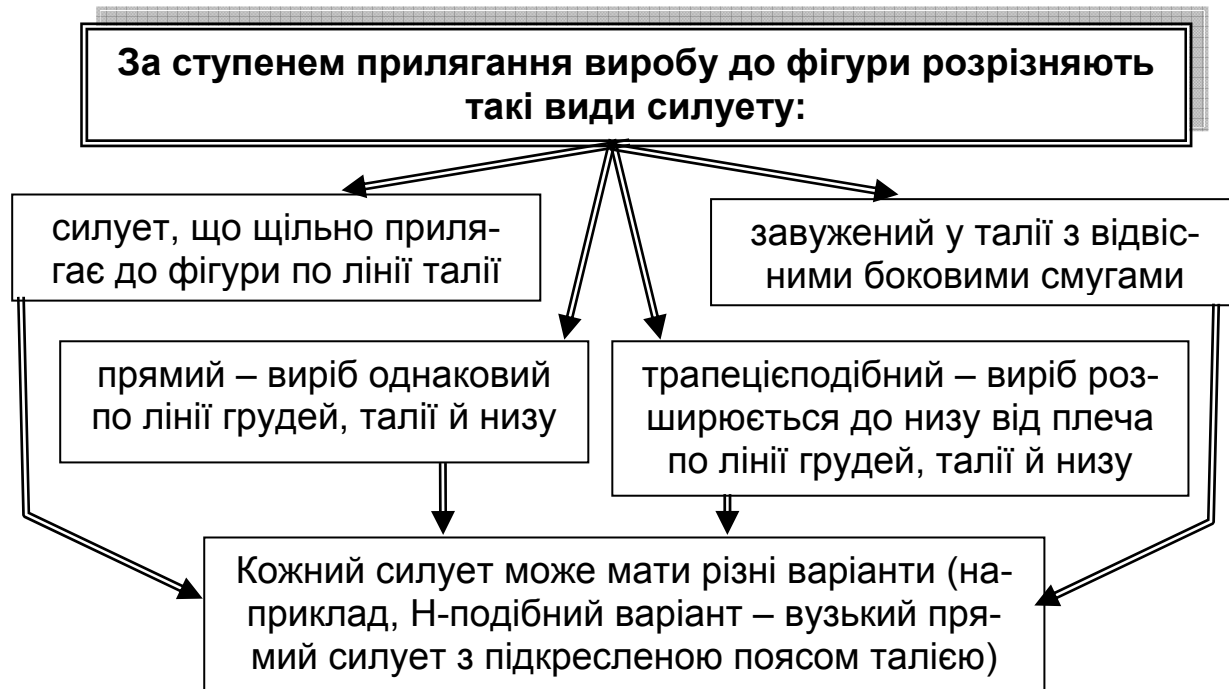 За ступенем прилягання виробу до фігури розрізняють
такі види силуету:
силует, що щільно приля-
гає до фігури по лінії талії
завужений у талії з відвіс-
ними боковими смугами
прямий – виріб однаковий
по лінії грудей, талії й низу
трапецієподібний – виріб роз-
ширюється до низу від плеча
по лінії грудей, талії й низу
Кожний силует може мати різні варіанти (на-
приклад, Н-подібний варіант – вузький пря-
мий силует з підкресленою поясом талією)